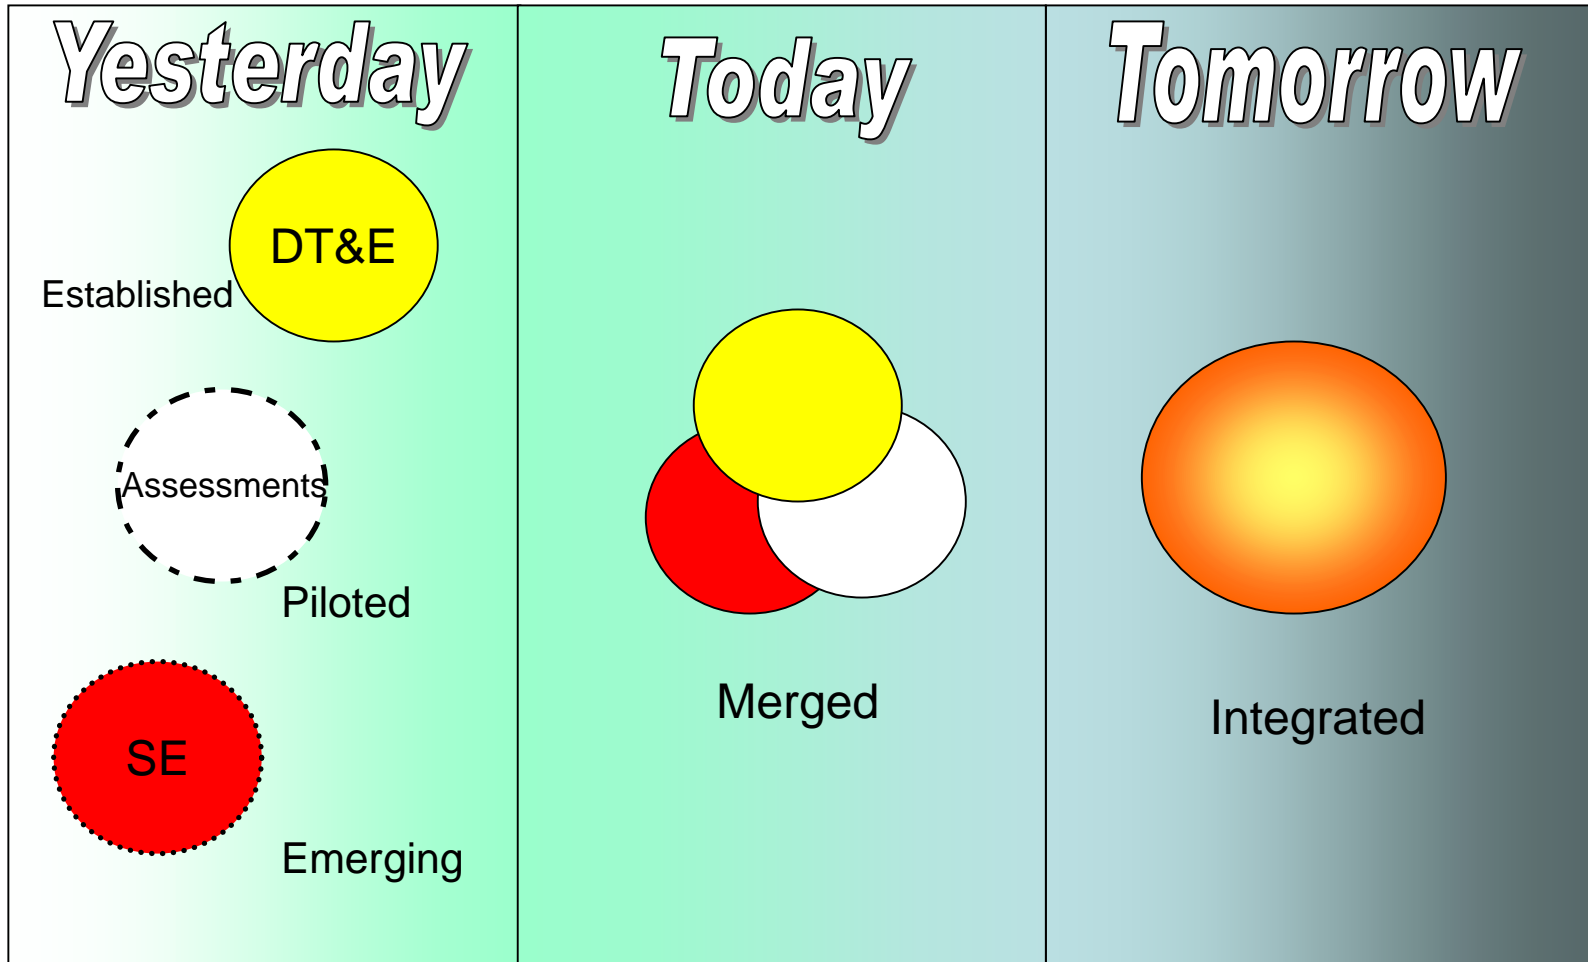 Yesterday
DT&E
Established
Assessments
Piloted
SE
Emerging
Today
Merged
Tomorrow
Integrated